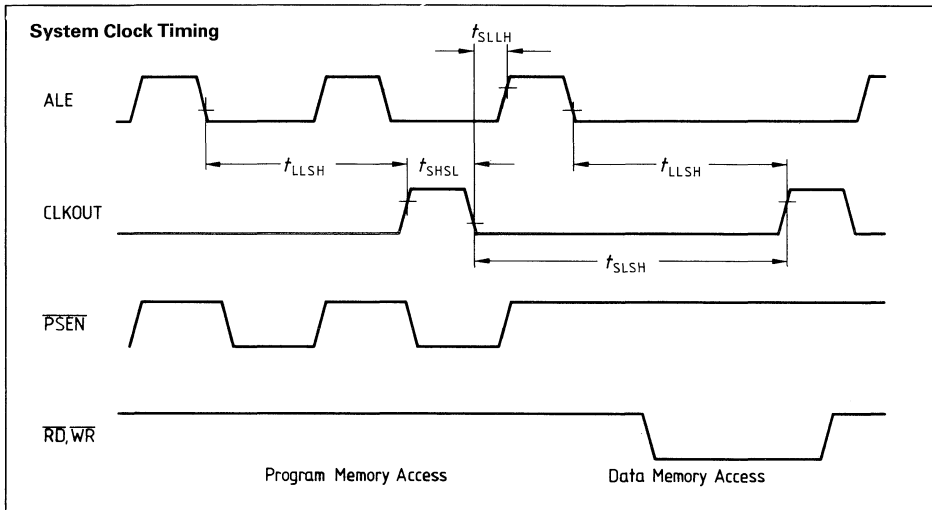 System Clock Timing
tSLLH
ALE
tLLSH
tSHSL
tLLSH
CLKOUT
tSLSH
PSEN
RD, WR
Program Memory Access
Data Memory Access